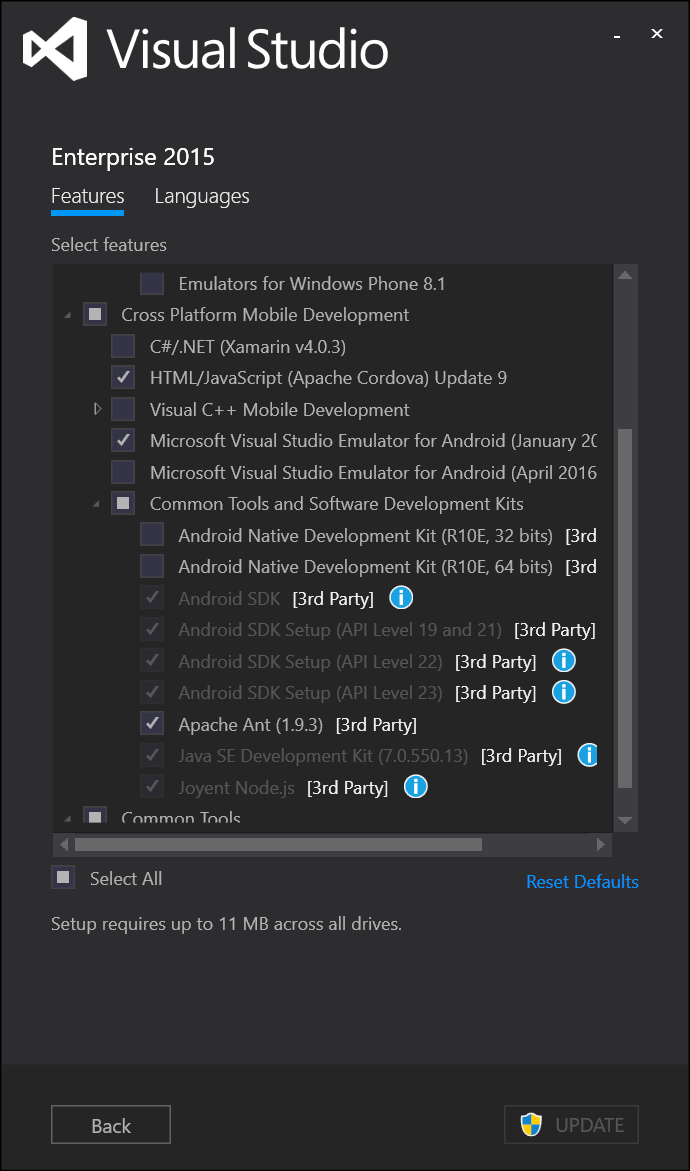 Visual Studio
Enterprise 2015
Features Languages
Select features
Emulators for Windows Phone 8.1
Cross Platform Mobile Development
C#/.NET (Xamarin v4.0.3)
HTML/JavaScript (Apache Cordova) Update 9
Visual C++ Mobile Development
Microsoft Visual Studio Emulator for Android (January 20
Microsoft Visual Studio Emulator for Android (April 2016
Common Tools and Software Development Kits
Android Native Development Kit (R10E, 32 bits) [3rd
Android Native Development Kit (R10E, 64 bits) [3rd
Android SDK [3rd Party]
Android SDK Setup (API Level 19 and 21) [3rd Party]
Android SDK Setup (API Level 22) [3rd Party]
Android SDK Setup (API Level 23) [3rd Party]
Apache Ant (1.9.3) [3rd Party]
Java SE Development Kit (7.0.550.13) [3rd Party]
Joyent Node.js [3rd Party]
Common Tools
Select All Reset Defaults
Setup requires up to 11 MB across all drives.
Back UPDATE